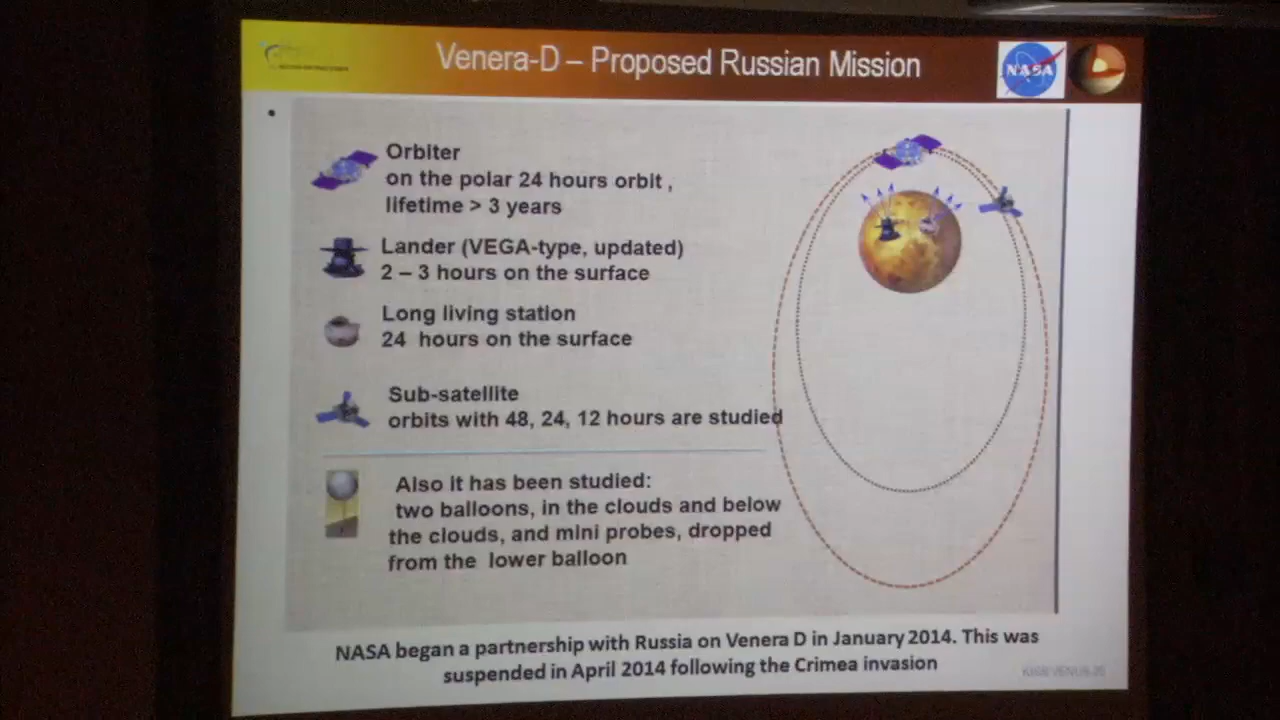 Venera-D – Proposed Russian Mission
NASA
Orbiter
on the polar 24 hours orbit ,
lifetime > 3 years
Lander (VEGA-type, updated)
2 – 3 hours on the surface
Long living station
24 hours on the surface
Sub-satellite
orbits with 48, 24, 12 hours are studied
Also it has been studied:
two balloons, in the clouds and below
the clouds, and mini probes, dropped
from the lower balloon
NASA began a partnership with Russia on Venera D in January 2014. This was
suspended in April 2014 following the Crimea invasion